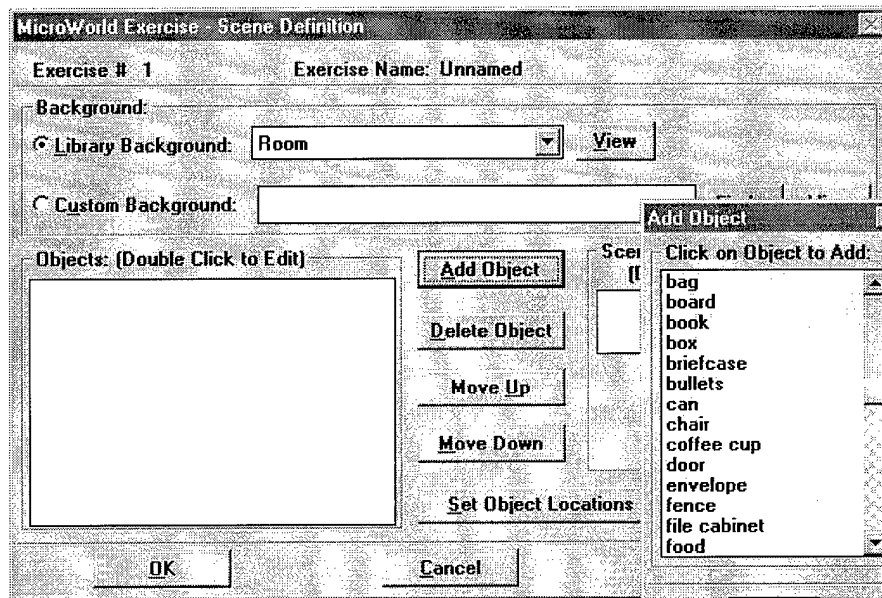 MicroWorld Exercise - Scene Definition
Exercise # 1 Exercise Name: Unnamed
Background:
Library Background: Room View
Custom Background:
Add Object
Objects: (Double Click to Edit)
Add Object
Delete Object
Move Up
Move Down
Set Object Locations
Scen
Click on Object to Add:
bag
board
book
box
briefcase
bullets
can
chair
coffee cup
door
envelope
fence
file cabinet
food
OK Cancel